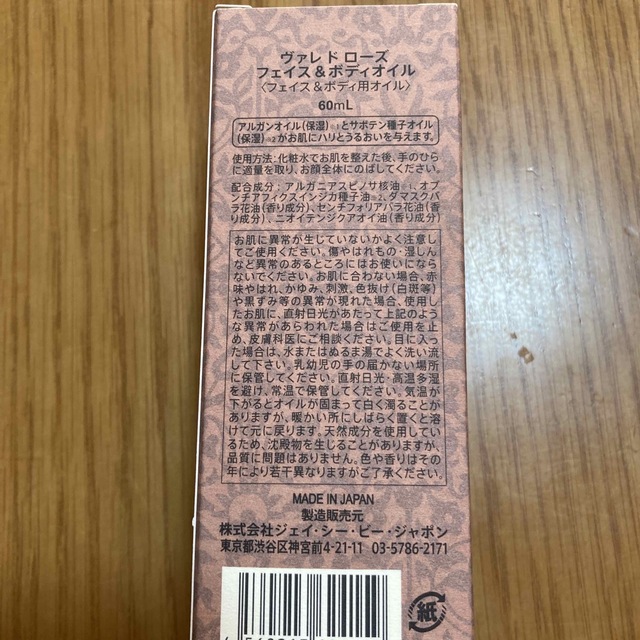 ヴァレ ド ローズ
フェイス＆ボディオイル
〈フェイス＆ボディ用オイル〉
60mL
アルガンオイル(保湿)※1とサボテン種子オイル
(保湿)※2がお肌にハリとうるおいを与えます。
使用方法:化粧水でお肌を整えた後、手のひら
に適量を取り、お顔全体にのばしてください。
配合成分:アルガニアスピノサ核油※1、オプ
ンチアフィクスインジカ種子油※2、ダマスクバ
ラ花油(香り成分)、センチフォリアバラ花油(香
り成分)、ニオイテンジクアオイ油(香り成分)
お肌に異常が生じていないかよく注意し
てご使用ください。傷やはれもの・湿しん
など異常のあるところにはお使いになら
ないでください。お肌に合わない場合、赤
味やはれ、かゆみ、刺激、色抜け(白斑等)
や黒ずみ等の異常が現れた場合、使用し
たお肌に、直射日光があたって上記のよう
な異常があらわれた場合はご使用を止
め、皮膚科医にご相談ください。目に入っ
た場合は、水またはぬるま湯でよく洗い流
して下さい。乳幼児の手の届かない場所
に保管してください。直射日光・高温多湿
を避け、常温で保管してください。気温が
下がるとオイルが固まって白く濁ることが
ありますが、暖かい所にしばらく置くと溶
けて元に戻ります。天然成分を使用してい
るため、沈殿物を生じることがありますが、
品質に問題はありません。色や香りはその
年により若干異なりますがご了承ください。
MADE IN JAPAN
製造販売元
株式会社ジェイ・シー・ビー・ジャポン
東京都渋谷区神宮前4-21-11 03-5786-2171
紙